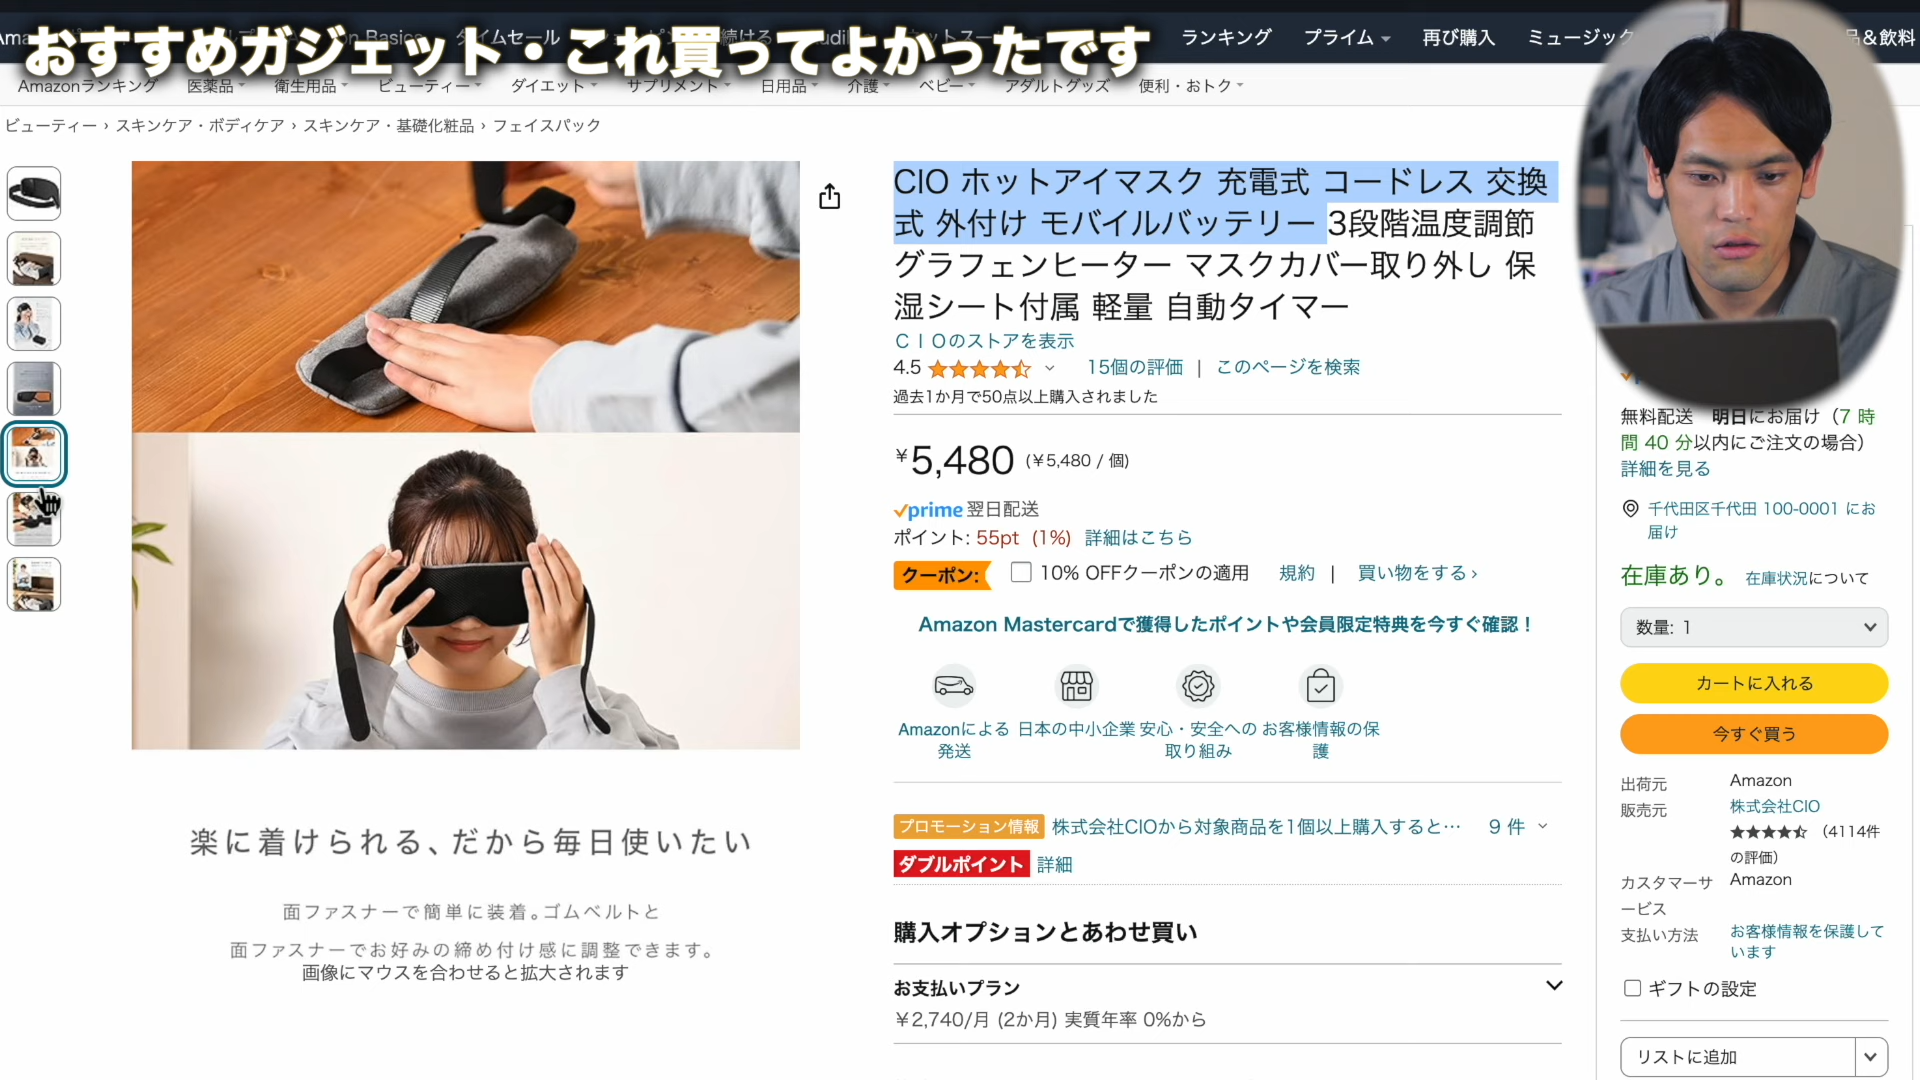 おすすめガジェット・これ買ってよかったです
タイムセール
ランキング
プライム
再び購入
ミュージック
品&飲料
Amazonランキング
医薬品
衛生用品
ビューティー
ダイエット
サプリメント
日用品
介護
ベビー
アダルトグッズ
便利・おトク
ビューティー › スキンケア・ボディケア › スキンケア・基礎化粧品 › フェイスパック
CIO ホットアイマスク 充電式 コードレス 交換
式 外付け モバイルバッテリー 3段階温度調節
グラフェンヒーター マスクカバー取り外し 保
湿シート付属 軽量 自動タイマー
ＣＩＯのストアを表示
4.5
15個の評価 | このページを検索
過去1か月で50点以上購入されました
¥5,480 (¥5,480 / 個)
prime 翌日配送
ポイント: 55pt (1%) 詳細はこちら
クーポン: 10% OFFクーポンの適用 規約 | 買い物をする ›
Amazon Mastercardで獲得したポイントや会員限定特典を今すぐ確認！
Amazonによる
発送
日本の中小企業
安心・安全への
取り組み
お客様情報の保
護
プロモーション情報 株式会社CIOから対象商品を1個以上購入すると… 9 件
ダブルポイント 詳細
購入オプションとあわせ買い
お支払いプラン
¥2,740/月 (2か月) 実質年率 0%から
楽に着けられる、だから毎日使いたい
面ファスナーで簡単に装着。ゴムベルトと
面ファスナーでお好みの締め付け感に調整できます。
画像にマウスを合わせると拡大されます
無料配送 明日にお届け（7 時
間 40 分以内にご注文の場合）
詳細を見る
千代田区千代田 100-0001 にお
届け
在庫あり。 在庫状況について
数量: 1
カートに入れる
今すぐ買う
出荷元 Amazon
販売元 株式会社CIO
（4114件
の評価）
カスタマーサ
ービス
Amazon
支払い方法
お客様情報を保護して
います
ギフトの設定
リストに追加